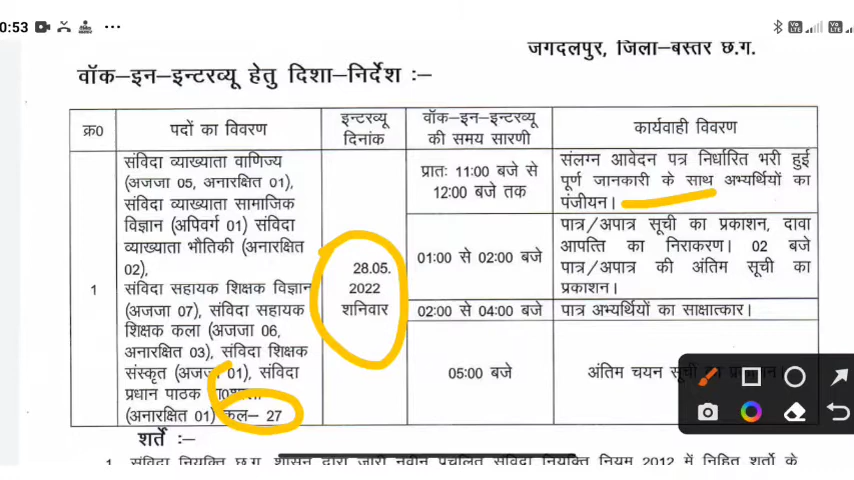 0:53
जगदलपुर, जिला–बस्तर छ.ग.
वॉक–इन–इन्टरव्यू हेतु दिशा–निर्देश :–
क्र0
पदों का विवरण
इन्टरव्यू
दिनांक
वॉक–इन–इन्टरव्यू
की समय सारणी
कार्यवाही विवरण
1
संविदा व्याख्याता वाणिज्य
(अजजा 05, अनारक्षित 01),
संविदा व्याख्याता सामाजिक
विज्ञान (अपिवर्ग 01) संविदा
व्याख्याता भौतिकी (अनारक्षित
02),
संविदा सहायक शिक्षक विज्ञान
(अजजा 07), संविदा सहायक
शिक्षक कला (अजजा 06,
अनारक्षित 03), संविदा शिक्षक
संस्कृत (अजजा 01), संविदा
प्रधान पाठक
(अनारक्षित 01) कुल– 27
28.05.
2022
शनिवार
प्रातः 11:00 बजे से
12:00 बजे तक
संलग्न आवेदन पत्र निर्धारित भरी हुई
पूर्ण जानकारी के साथ अभ्यर्थियों का
पंजीयन।
01:00 से 02:00 बजे
पात्र/अपात्र सूची का प्रकाशन, दावा
आपत्ति का निराकरण। 02 बजे
पात्र/अपात्र की अंतिम सूची का
प्रकाशन।
02:00 से 04:00 बजे
पात्र अभ्यर्थियों का साक्षात्कार।
05:00 बजे
अंतिम चयन सूची का
शर्ते :–
1. संविदा नियुक्ति छ.ग. शासन द्वारा जारी नवीन प्रचलित संविदा नियुक्ति नियम 2012 में निहित शर्तो के